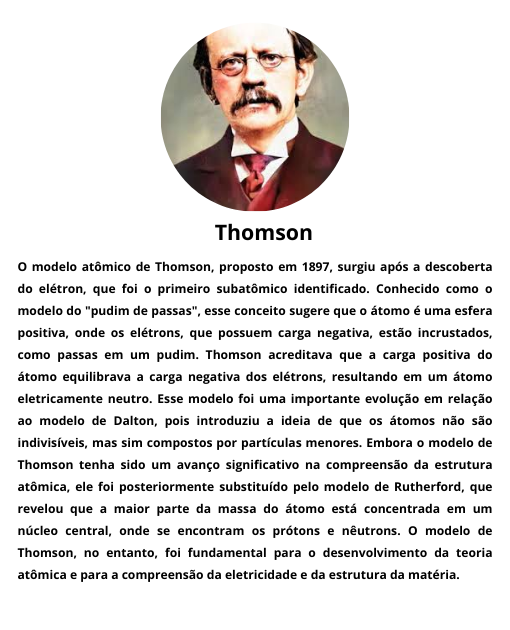 Thomson
O modelo atômico de Thomson, proposto em 1897, surgiu após a descoberta
do elétron, que foi o primeiro subatômico identificado. Conhecido como o
modelo do "pudim de passas", esse conceito sugere que o átomo é uma esfera
positiva, onde os elétrons, que possuem carga negativa, estão incrustados,
como passas em um pudim. Thomson acreditava que a carga positiva do
átomo equilibrava a carga negativa dos elétrons, resultando em um átomo
eletricamente neutro. Esse modelo foi uma importante evolução em relação
ao modelo de Dalton, pois introduziu a ideia de que os átomos não são
indivisíveis, mas sim compostos por partículas menores. Embora o modelo de
Thomson tenha sido um avanço significativo na compreensão da estrutura
atômica, ele foi posteriormente substituído pelo modelo de Rutherford, que
revelou que a maior parte da massa do átomo está concentrada em um
núcleo central, onde se encontram os prótons e nêutrons. O modelo de
Thomson, no entanto, foi fundamental para o desenvolvimento da teoria
atômica e para a compreensão da eletricidade e da estrutura da matéria.